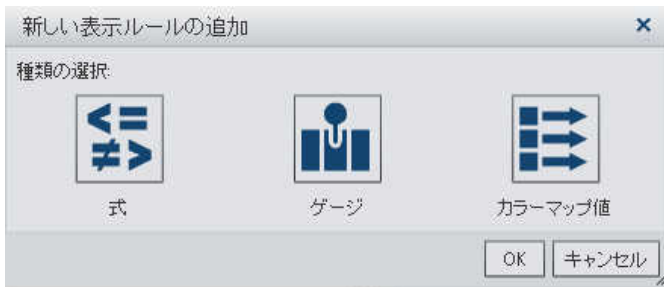 新しい表示ルールの追加
種類の選択:
式
ゲージ
カラーマップ値
OK
キャンセル